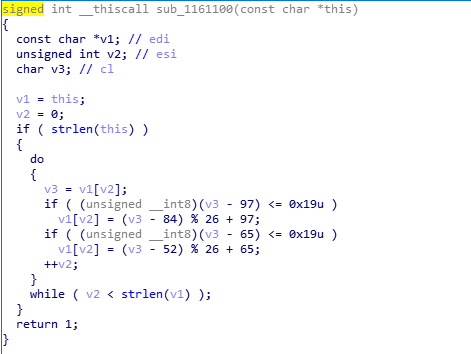 signed int __thiscall sub_1161100(const char *this)
{
  const char *v1; // edi
  unsigned int v2; // esi
  char v3; // cl

  v1 = this;
  v2 = 0;
  if ( strlen(this) )
  {
    do
    {
      v3 = v1[v2];
      if ( (unsigned __int8)(v3 - 97) <= 0x19u )
        v1[v2] = (v3 - 84) % 26 + 97;
      if ( (unsigned __int8)(v3 - 65) <= 0x19u )
        v1[v2] = (v3 - 52) % 26 + 65;
      ++v2;
    }
    while ( v2 < strlen(v1) );
  }
  return 1;
}